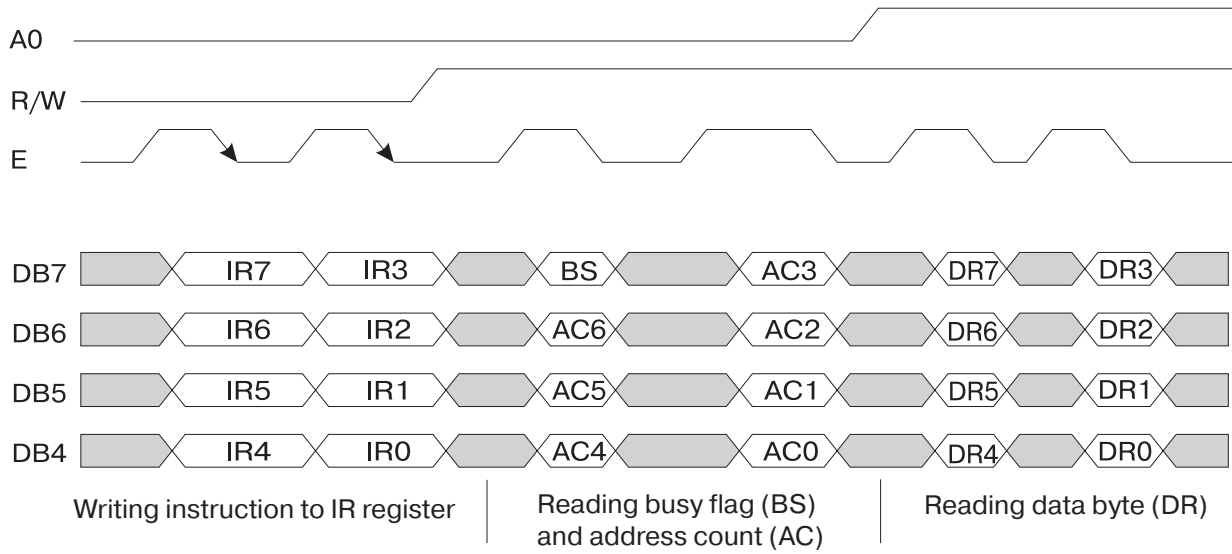 A0
R/W
E
DB7 IR7 IR3 BS AC3 DR7 DR3
DB6 IR6 IR2 AC6 AC2 DR6 DR2
DB5 IR5 IR1 AC5 AC1 DR5 DR1
DB4 IR4 IR0 AC4 AC0 DR4 DR0
Writing instruction to IR register
Reading busy flag (BS)
and address count (AC)
Reading data byte (DR)